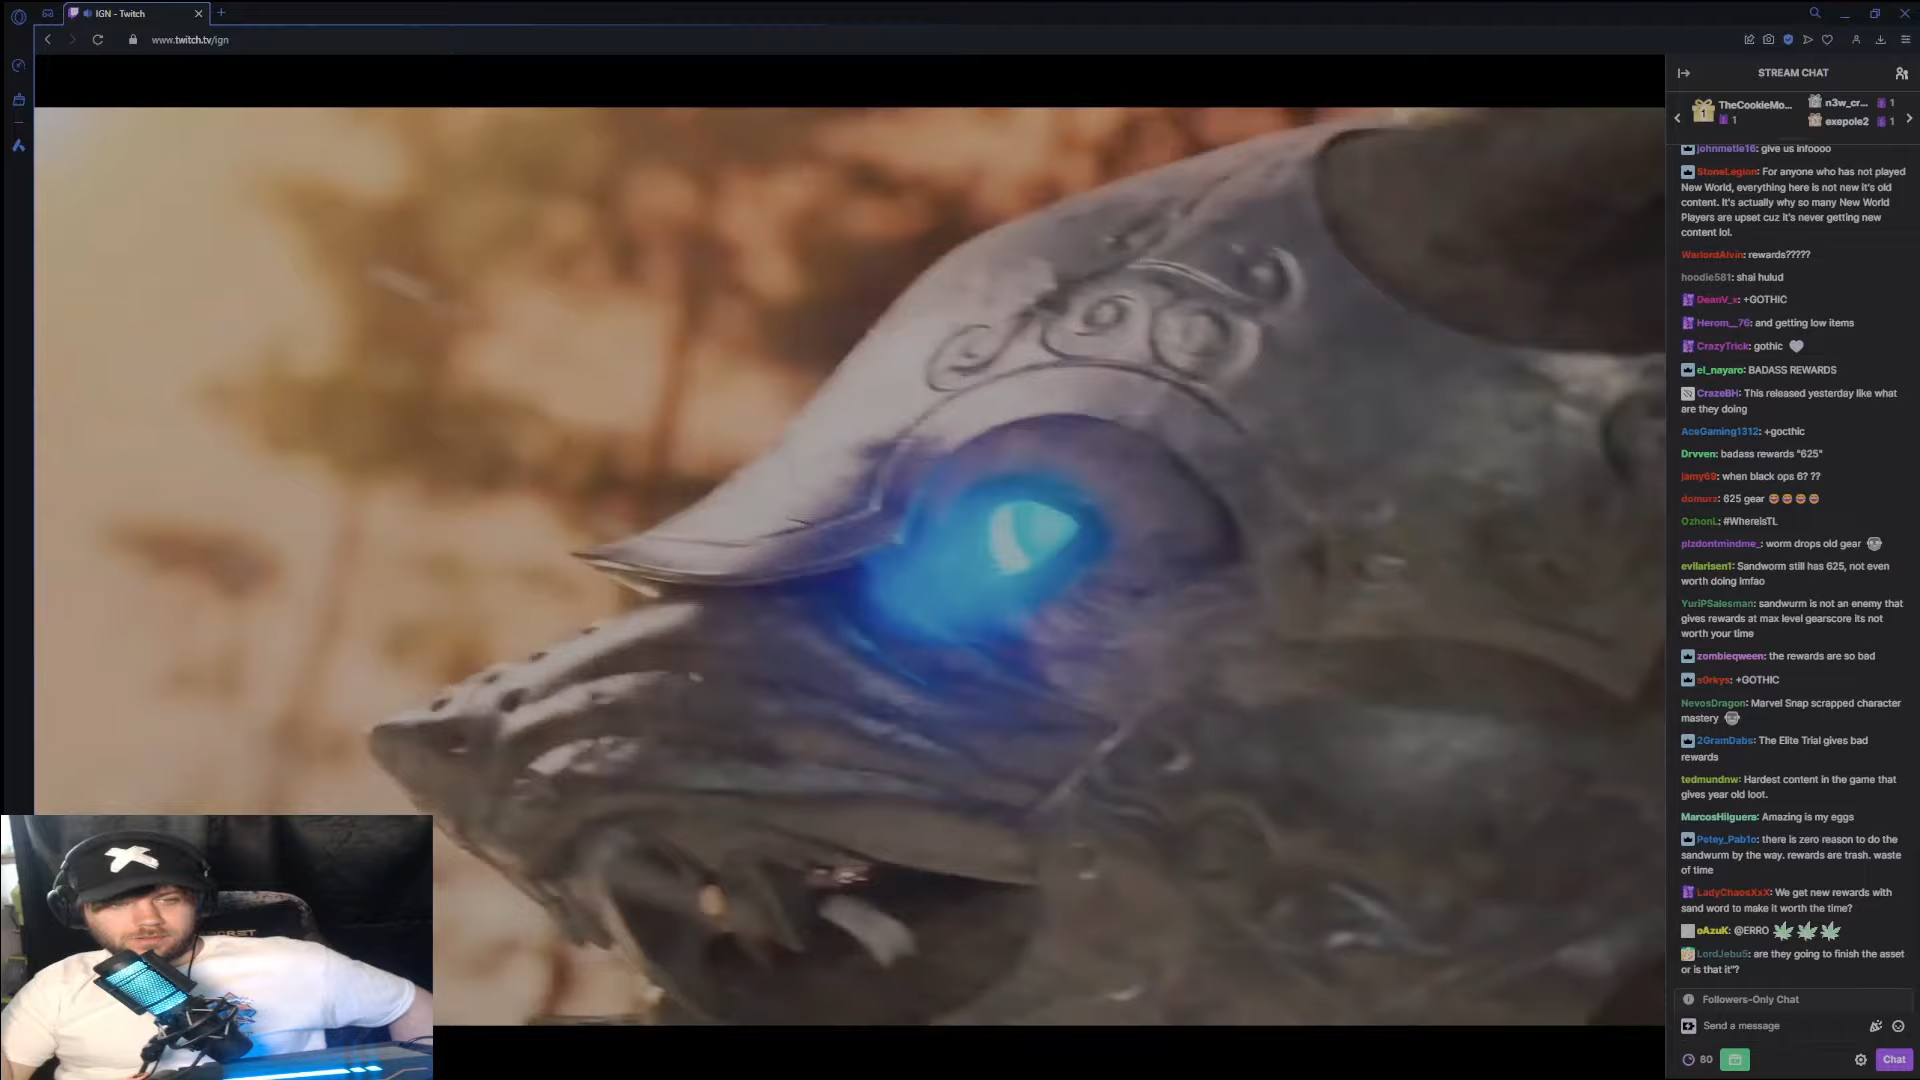 IGN - Twitch
www.twitch.tv/ign
STREAM CHAT
1
TheCookieMo...
1
n3w_cr...
1
exepole2
1
johnmetle16: give us infoooo
StoneLegion: For anyone who has not played
New World, everything here is not new it's old
content. It's actually why so many New World
Players are upset cuz it's never getting new
content lol.
WarlordAlvin: rewards?????
hoodie581: shai hulud
DeanV_x: +GOTHIC
Herom__76: and getting low items
CrazyTrick: gothic
el_nayaro: BADASS REWARDS
CrazeBH: This released yesterday like what
are they doing
AceGaming1312: +gocthic
Drvven: badass rewards "625"
jamy69: when black ops 6? ??
domurz: 625 gear
OzhonL: #WhereisTL
plzdontmindme_: worm drops old gear
evilarisen1: Sandworm still has 625, not even
worth doing lmfao
YuriPSalesman: sandwurm is not an enemy that
gives rewards at max level gearscore its not
worth your time
zombieqween: the rewards are so bad
s0rkys: +GOTHIC
NevosDragon: Marvel Snap scrapped character
mastery
2GramDabs: The Elite Trial gives bad
rewards
tedmundnw: Hardest content in the game that
gives year old loot.
MarcosHilguera: Amazing is my eggs
Petey_Pab1o: there is zero reason to do the
sandwurm by the way. rewards are trash. waste
of time
LadyChaosXxX: We get new rewards with
sand word to make it worth the time?
oAzuK: @ERRO
LordJebu5: are they going to finish the asset
or is that it"?
Followers-Only Chat
Send a message
80
Chat